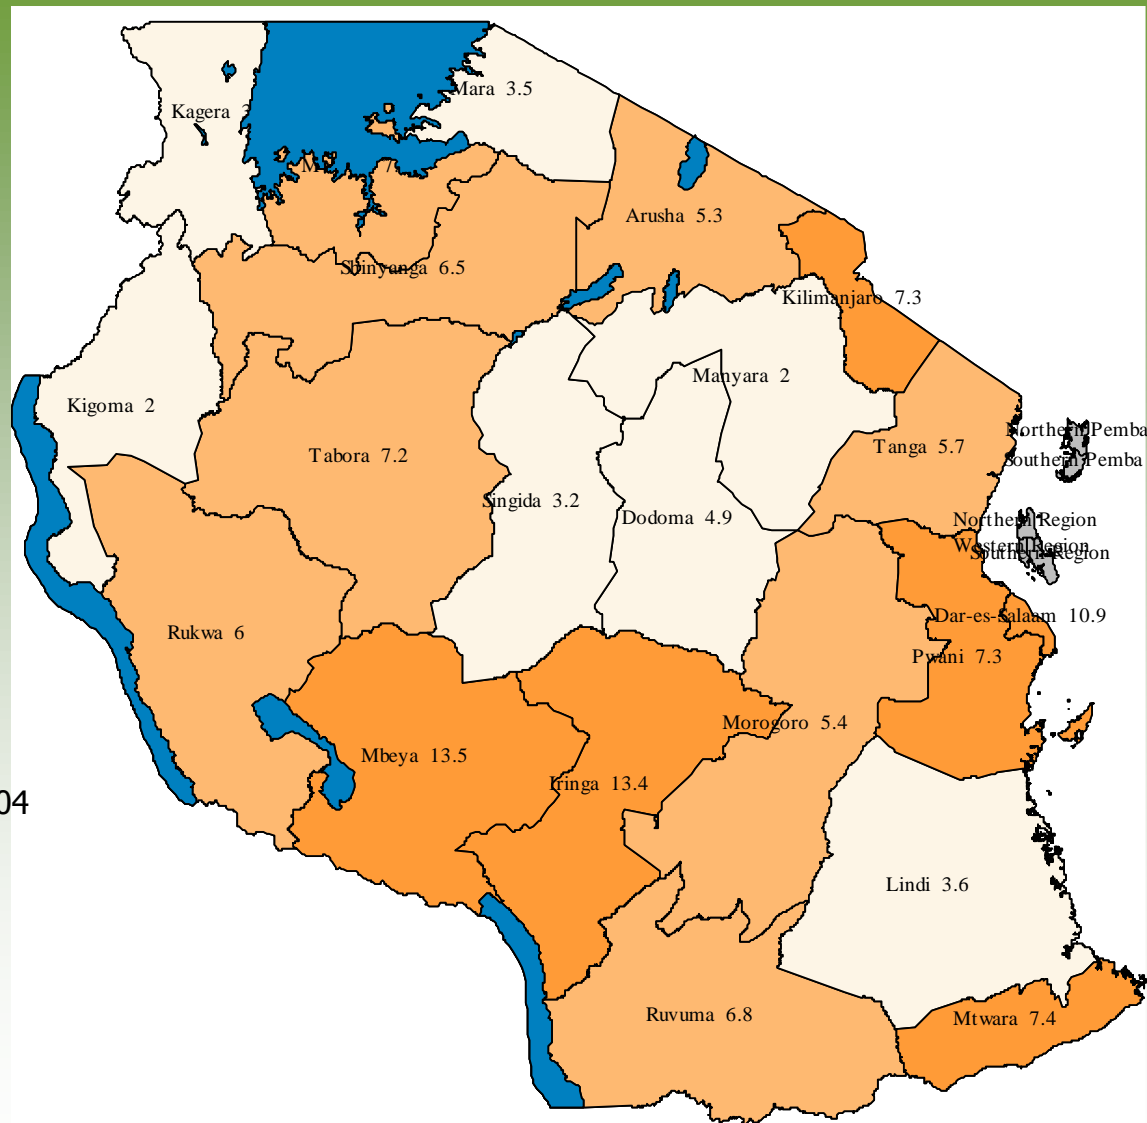 Mara 3.5
Kagera 3
Arusha 5.3
Shinyanga 6.5
Kilimanjaro 7.3
Manyara 2
Kigoma 2
Northern Pemba
Tanga 5.7
Tabora 7.2
Southern Pemba
Singida 3.2
Dodoma 4.9
Northern Region
Western Region
Southern Region
Dar-es-Salaam 10.9
Rukwa 6
Pwani 7.3
Morogoro 5.4
Mbeya 13.5
Iringa 13.4
04
Lindi 3.6
Ruvuma 6.8
Mtwara 7.4